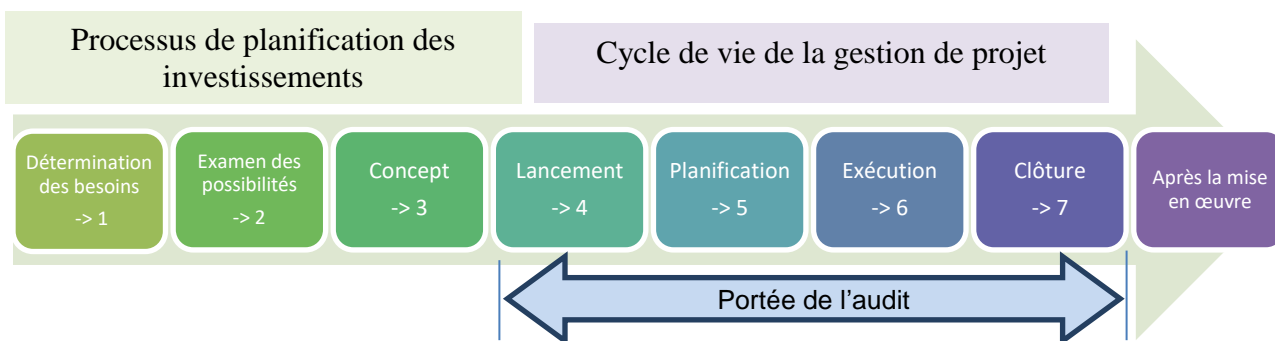 Processus de planification des
investissements
Cycle de vie de la gestion de projet
Détermination
des besoins
-> 1
Examen des
possibilités
-> 2
Concept
-> 3
Lancement
-> 4
Planification
-> 5
Exécution
-> 6
Clôture
-> 7
Après la mise
en œuvre
Portée de l’audit